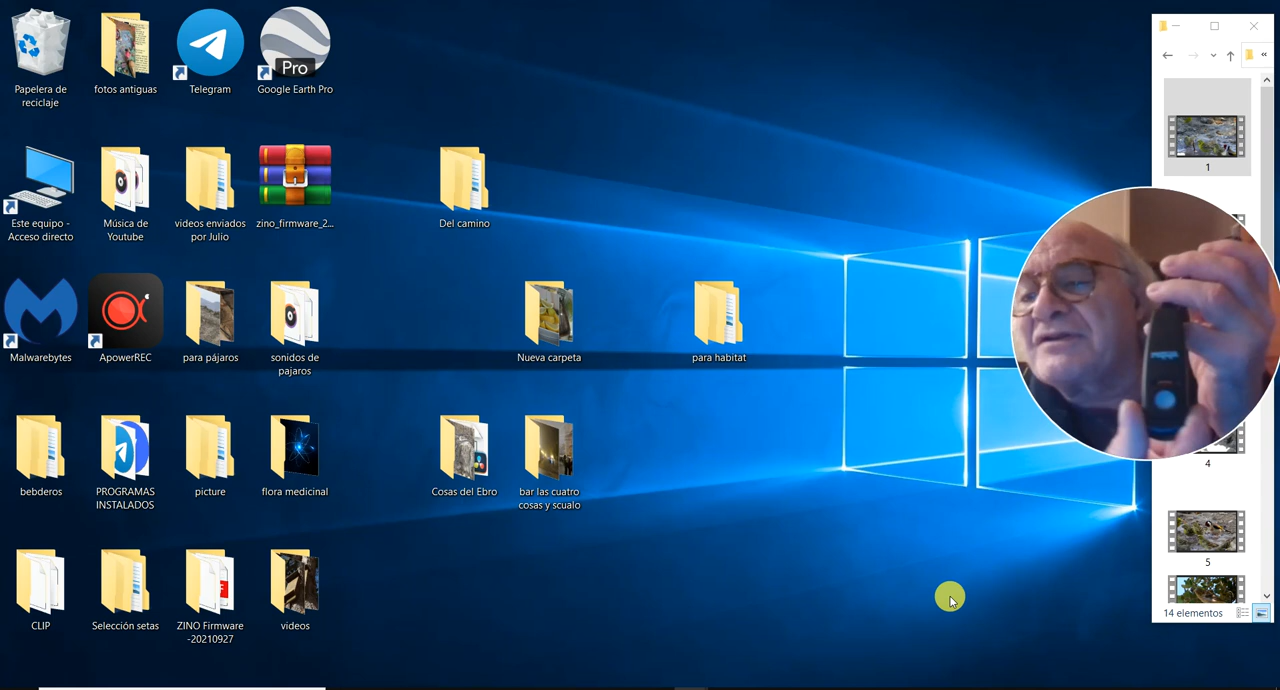 Papelera de
reciclaje
fotos antiguas
Telegram
Pro
Google Earth Pro
Este equipo -
Acceso directo
Música de
Youtube
videos enviados
por Julio
zino_firmware_2...
Del camino
1
Malwarebytes
ApowerREC
para pájaros
sonidos de
pajaros
Nueva carpeta
para habitat
bebderos
PROGRAMAS
INSTALADOS
picture
flora medicinal
Cosas del Ebro
bar las cuatro
cosas y scualo
4
5
CLIP
Selección setas
ZINO Firmware
-20210927
videos
14 elementos